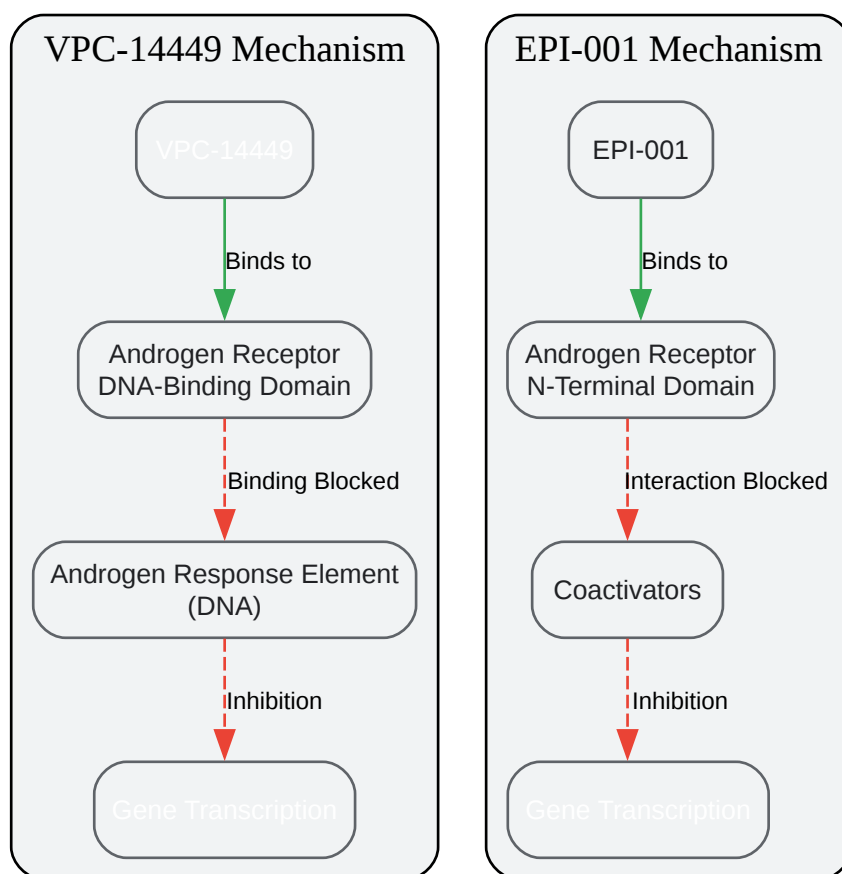 VPC-14449 Mechanism
VPC-14449
Binds to
Androgen Receptor
DNA-Binding Domain
Binding Blocked
Androgen Response Element
(DNA)
Inhibition
Gene Transcription
EPI-001 Mechanism
EPI-001
Binds to
Androgen Receptor
N-Terminal Domain
Interaction Blocked
Coactivators
Inhibition
Gene Transcription